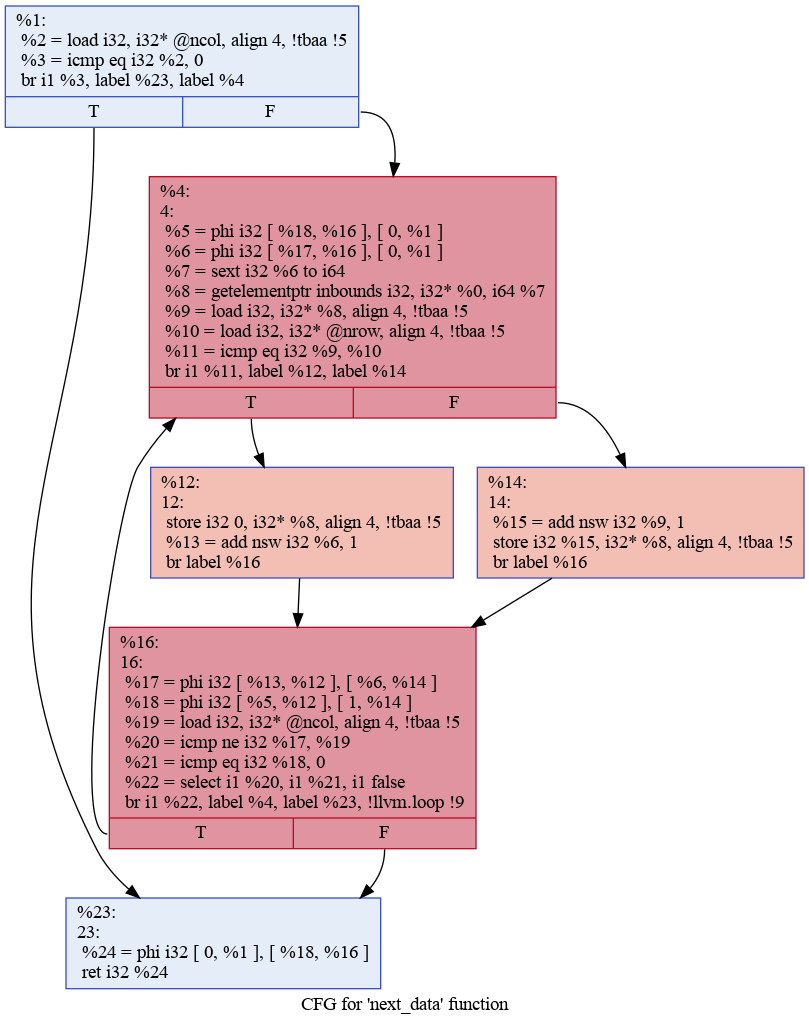 %1:
%2 = load i32, i32* @ncol, align 4, !tbaa !5
%3 = icmp eq i32 %2, 0
br i1 %3, label %23, label %4
T F
%4:
4:
%5 = phi i32 [ %18, %16 ], [ 0, %1 ]
%6 = phi i32 [ %17, %16 ], [ 0, %1 ]
%7 = sext i32 %6 to i64
%8 = getelementptr inbounds i32, i32* %0, i64 %7
%9 = load i32, i32* %8, align 4, !tbaa !5
%10 = load i32, i32* @nrow, align 4, !tbaa !5
%11 = icmp eq i32 %9, %10
br i1 %11, label %12, label %14
T F
%12:
12:
store i32 0, i32* %8, align 4, !tbaa !5
%13 = add nsw i32 %6, 1
br label %16
%14:
14:
%15 = add nsw i32 %9, 1
store i32 %15, i32* %8, align 4, !tbaa !5
br label %16
%16:
16:
%17 = phi i32 [ %13, %12 ], [ %6, %14 ]
%18 = phi i32 [ %5, %12 ], [ 1, %14 ]
%19 = load i32, i32* @ncol, align 4, !tbaa !5
%20 = icmp ne i32 %17, %19
%21 = icmp eq i32 %18, 0
%22 = select i1 %20, i1 %21, i1 false
br i1 %22, label %4, label %23, !llvm.loop !9
T F
%23:
23:
%24 = phi i32 [ 0, %1 ], [ %18, %16 ]
ret i32 %24
CFG for 'next_data' function